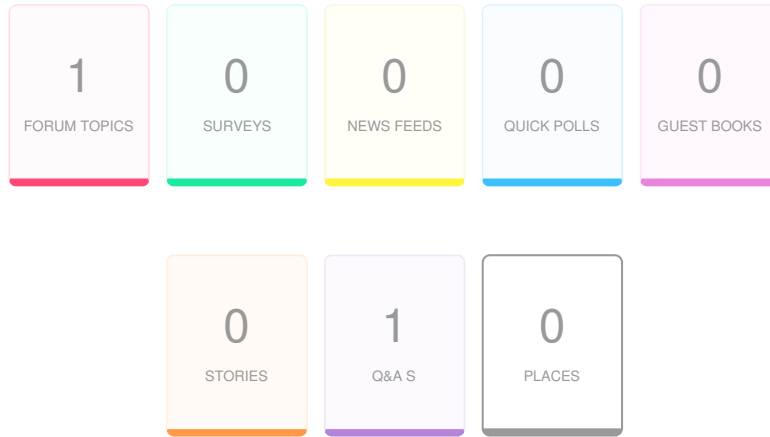 1 0 0 0 0
FORUM TOPICS SURVEYS NEWS FEEDS QUICK POLLS GUEST BOOKS
0 1 0
STORIES Q&A S PLACES